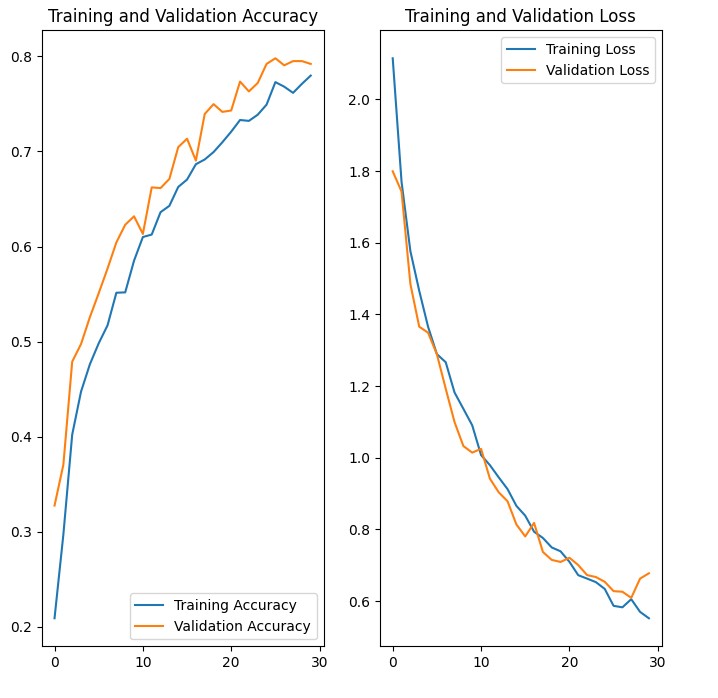 Training and Validation Accuracy
0.8
0.7
0.6
0.5
0.4
0.3
0.2
0 10 20 30
Training Accuracy
Validation Accuracy
Training and Validation Loss
2.0
1.8
1.6
1.4
1.2
1.0
0.8
0.6
0 10 20 30
Training Loss
Validation Loss